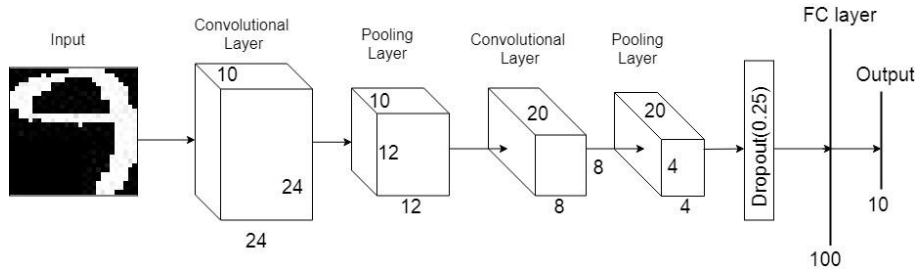 Input
Convolutional
Layer
10
24
24
Pooling
Layer
10
12
12
Convolutional
Layer
20
8
8
Pooling
Layer
20
4
4
Dropout(0.25)
FC layer
100
Output
10